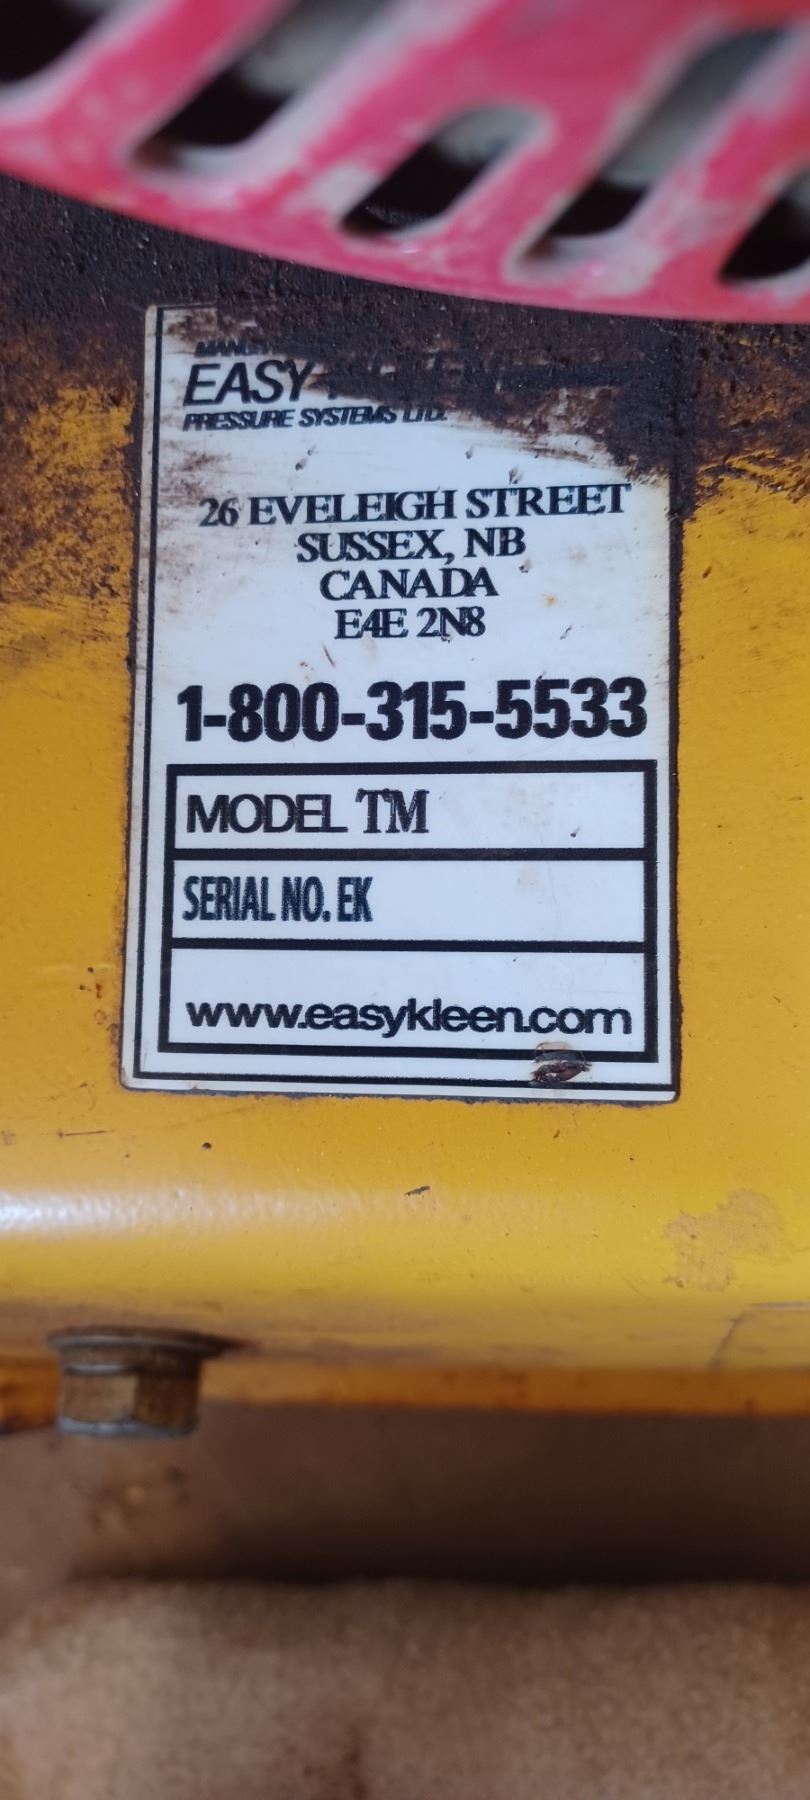 EASY
PRESSURE SYSTEMS LTD.
26 EVELEIGH STREET
SUSSEX, NB
CANADA
E4E 2N8
1-800-315-5533
MODEL TM
SERIAL NO. EK
www.easykleen.com